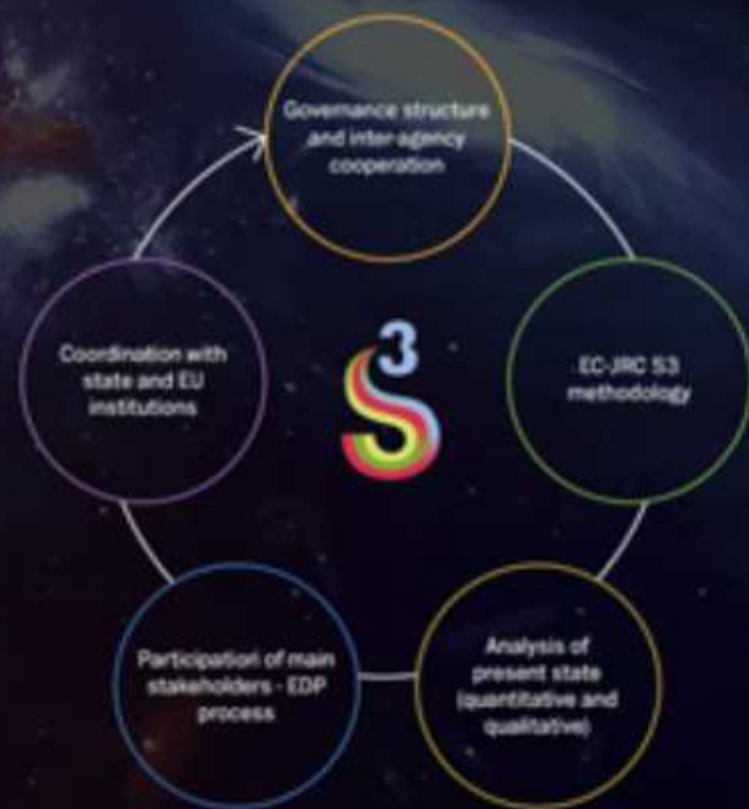 Governance structure
and inter-agency
cooperation
EC-JRC S3
methodology
Analysis of
present state
(quantitative and
qualitative)
Participation of main
stakeholders - EDP
process
Coordination with
state and EU
institutions
S3